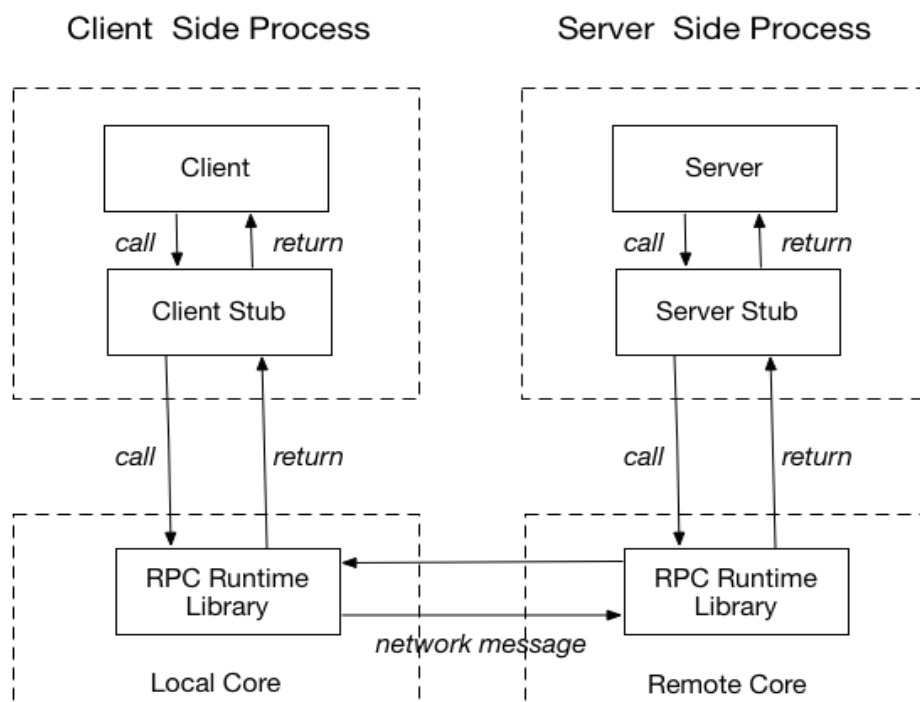 Client Side Process
Server Side Process
Client
Server
call
return
call
return
Client Stub
Server Stub
call
return
call
return
RPC Runtime
Library
RPC Runtime
Library
network message
Local Core
Remote Core